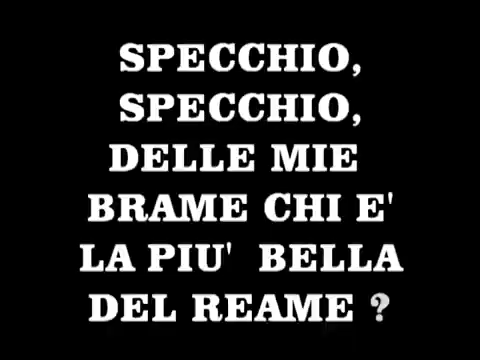 SPECCHIO,
SPECCHIO,
DELLE MIE
BRAME CHI E'
LA PIU' BELLA
DEL REAME ?